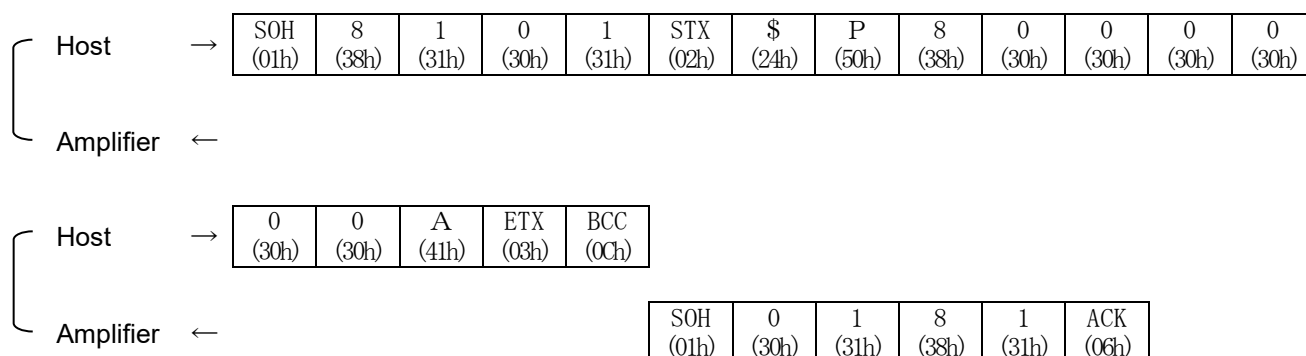 Host → SOH 8 1 0 1 STX $ P 8 0 0 0 0
(01h) (38h) (31h) (30h) (31h) (02h) (24h) (50h) (38h) (30h) (30h) (30h) (30h)
Amplifier ←
Host → 0 0 A ETX BCC
(30h) (30h) (41h) (03h) (0Ch)
Amplifier ← SOH 0 1 8 1 ACK
(01h) (30h) (31h) (38h) (31h) (06h)